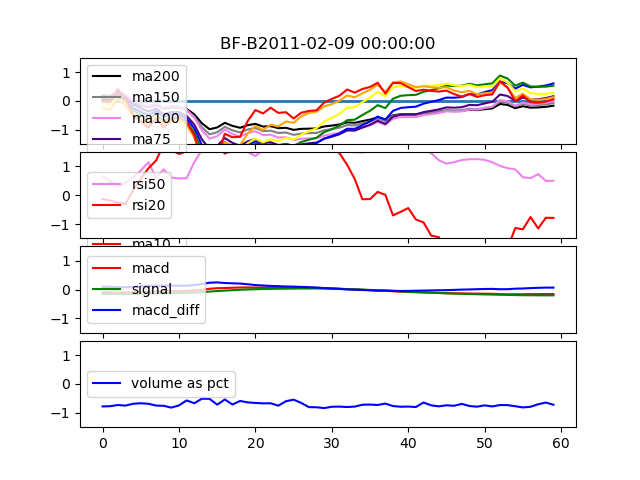 BF-B2011-02-09 00:00:00
1
0
−1
ma200
ma150
ma100
ma75
1
0
−1
rsi50
rsi20
ma10
1
0
−1
macd
signal
macd_diff
1
0
−1
volume as pct
0 10 20 30 40 50 60